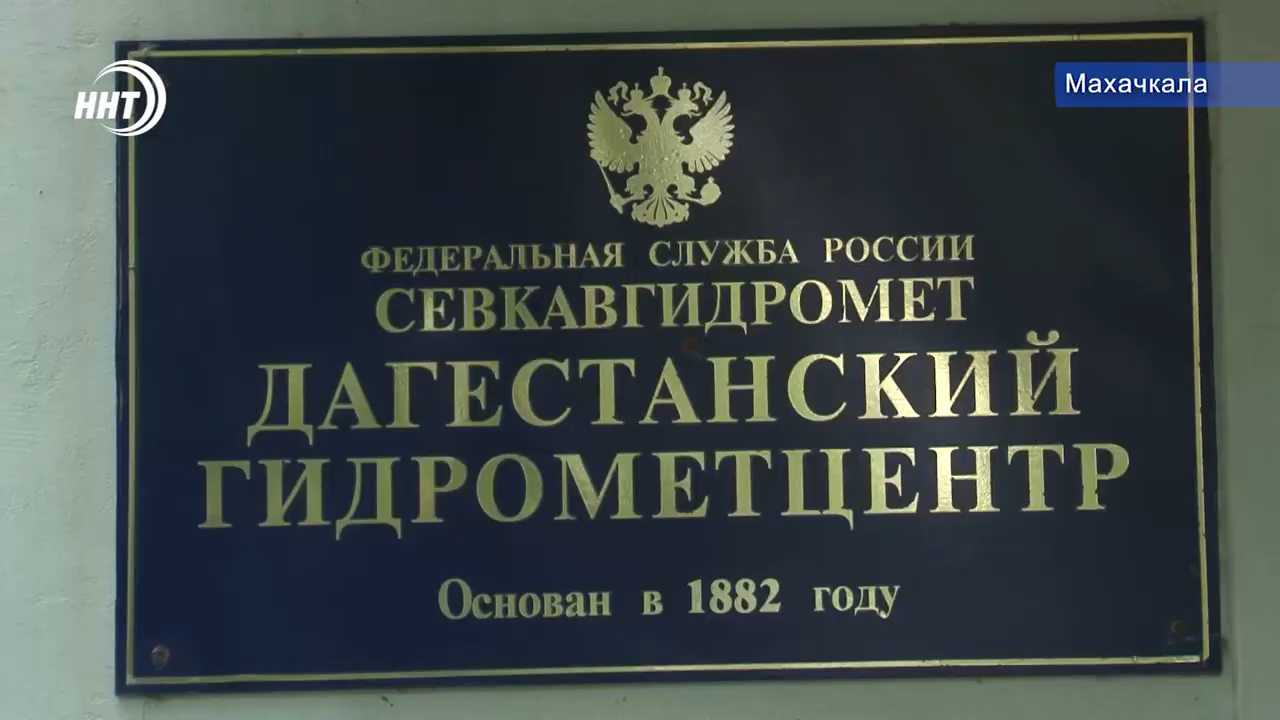 ННТ
Махачкала
ФЕДЕРАЛЬНАЯ СЛУЖБА РОССИИ
СЕВКАВГИДРОМЕТ
ДАГЕСТАНСКИЙ
ГИДРОМЕТЦЕНТР
Основан в 1882 году